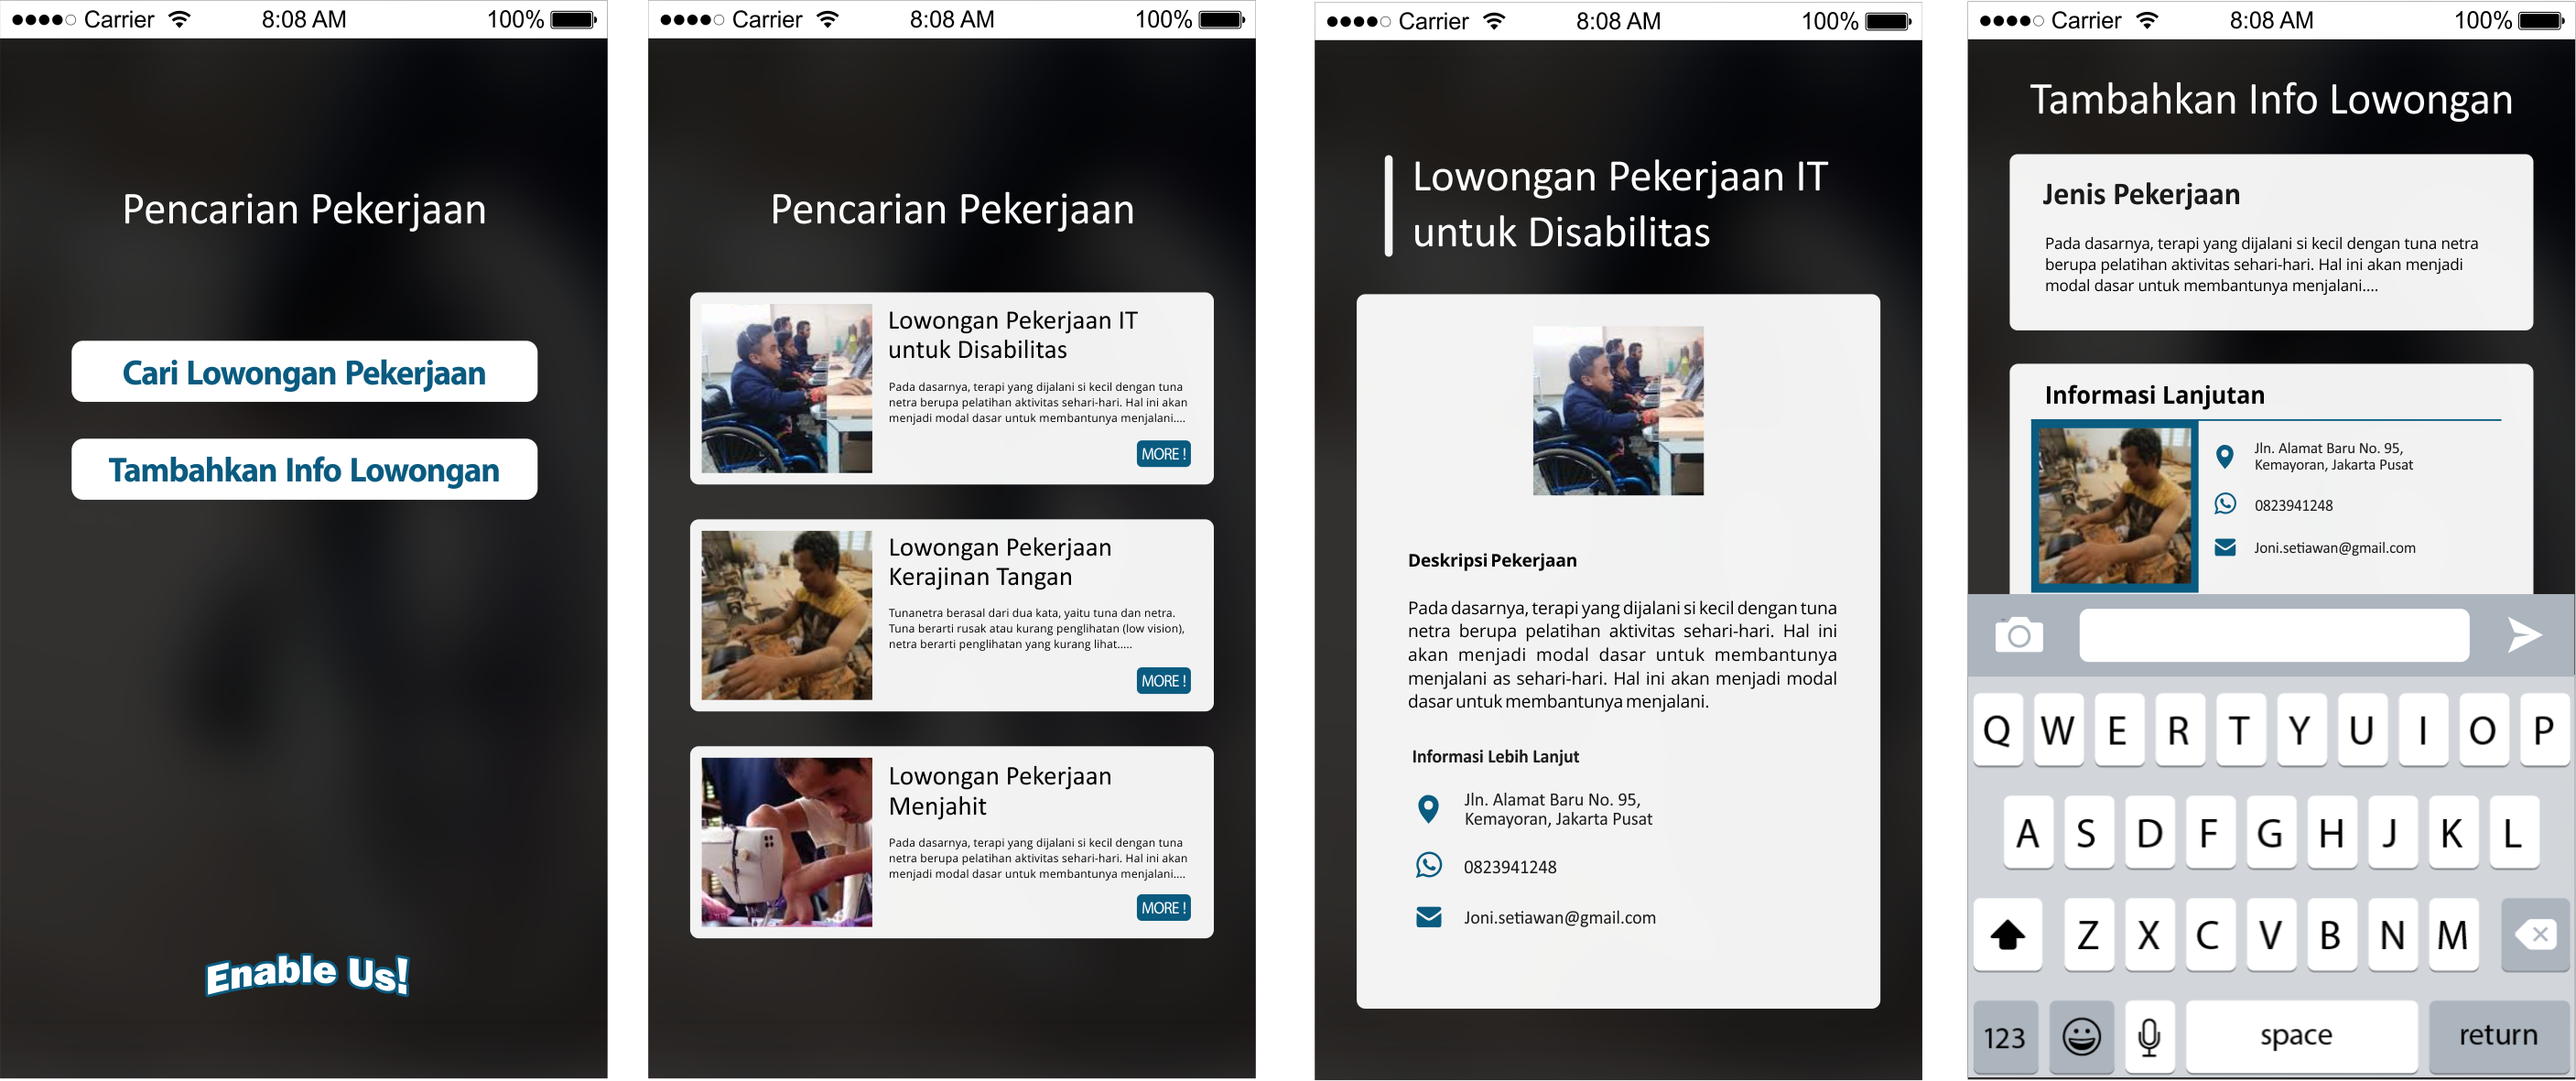 Carrier 8:08 AM 100%
Pencarian Pekerjaan
Cari Lowongan Pekerjaan
Tambahkan Info Lowongan
Enable Us!
Carrier 8:08 AM 100%
Pencarian Pekerjaan
Lowongan Pekerjaan IT
untuk Disabilitas
Pada dasarnya, terapi yang dijalani si kecil dengan tuna
netra berupa pelatihan aktivitas sehari-hari. Hal ini akan
menjadi modal dasar untuk membantunya menjalani....
MORE !
Lowongan Pekerjaan
Kerajinan Tangan
Tunanetra berasal dari dua kata, yaitu tuna dan netra.
Tuna berarti rusak atau kurang penglihatan (low vision),
netra berarti penglihatan yang kurang lihat.....
MORE !
Lowongan Pekerjaan
Menjahit
Pada dasarnya, terapi yang dijalani si kecil dengan tuna
netra berupa pelatihan aktivitas sehari-hari. Hal ini akan
menjadi modal dasar untuk membantunya menjalani....
MORE !
Carrier 8:08 AM 100%
Lowongan Pekerjaan IT
untuk Disabilitas
Deskripsi Pekerjaan
Pada dasarnya, terapi yang dijalani si kecil dengan tuna
netra berupa pelatihan aktivitas sehari-hari. Hal ini
akan menjadi modal dasar untuk membantunya
menjalani as sehari-hari. Hal ini akan menjadi modal
dasar untuk membantunya menjalani.
Informasi Lebih Lanjut
Jln. Alamat Baru No. 95,
Kemayoran, Jakarta Pusat
0823941248
Joni.setiawan@gmail.com
Carrier 8:08 AM 100%
Tambahkan Info Lowongan
Jenis Pekerjaan
Pada dasarnya, terapi yang dijalani si kecil dengan tuna netra
berupa pelatihan aktivitas sehari-hari. Hal ini akan menjadi
modal dasar untuk membantunya menjalani....
Informasi Lanjutan
Jln. Alamat Baru No. 95,
Kemayoran, Jakarta Pusat
0823941248
Joni.setiawan@gmail.com
Q W E R T Y U I O P
A S D F G H J K L
Z X C V B N M
123 space return